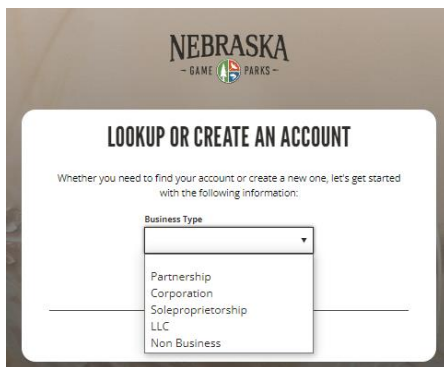 NEBRASKA
– GAME PARKS –
LOOKUP OR CREATE AN ACCOUNT
Whether you need to find your account or create a new one, let's get started
with the following information:
Business Type
Partnership
Corporation
Soleproprietorship
LLC
Non Business